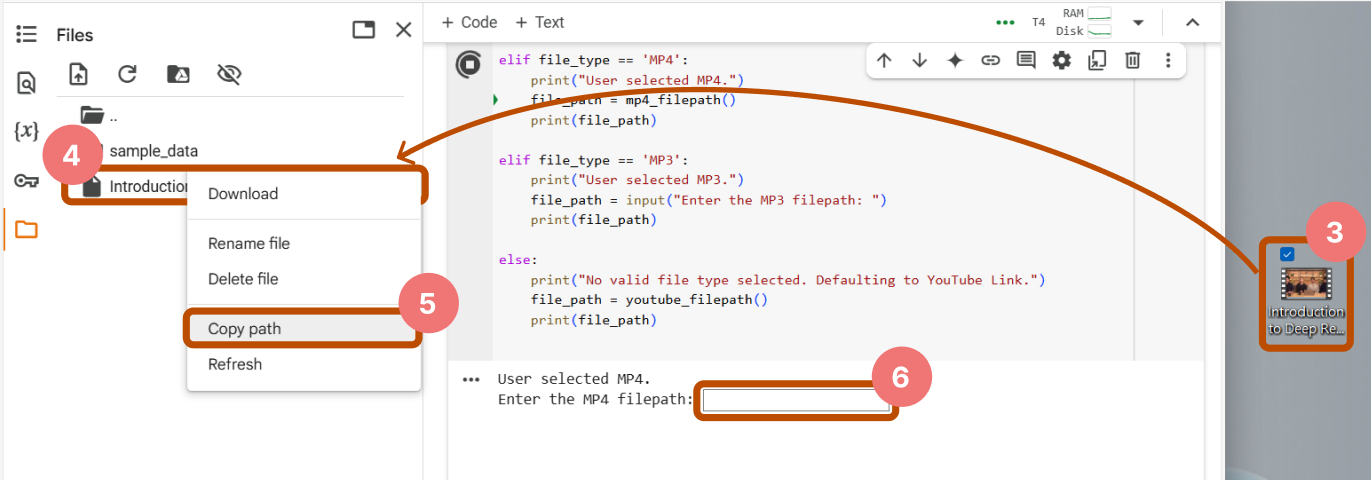 Files
+ Code + Text
T4
RAM
Disk
..
sample_data
4
Introduction
Download
Rename file
Delete file
5
Copy path
Refresh
{x}
elif file_type == 'MP4':
print("User selected MP4.")
file_path = mp4_filepath()
print(file_path)
elif file_type == 'MP3':
print("User selected MP3.")
file_path = input("Enter the MP3 filepath: ")
print(file_path)
else:
print("No valid file type selected. Defaulting to YouTube Link.")
file_path = youtube_filepath()
print(file_path)
User selected MP4.
Enter the MP4 filepath:
6
3
Introduction
to Deep Re...